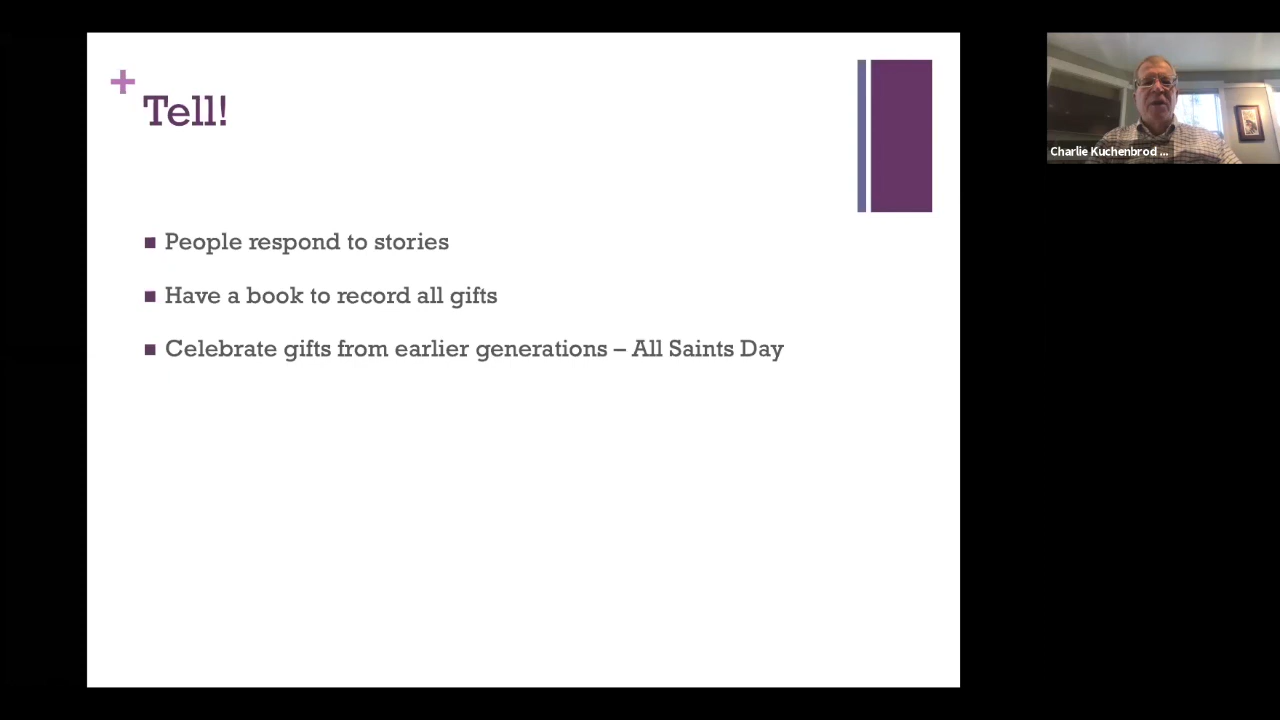 Tell!
People respond to stories
Have a book to record all gifts
Celebrate gifts from earlier generations – All Saints Day
Charlie Kuchenbrod ...